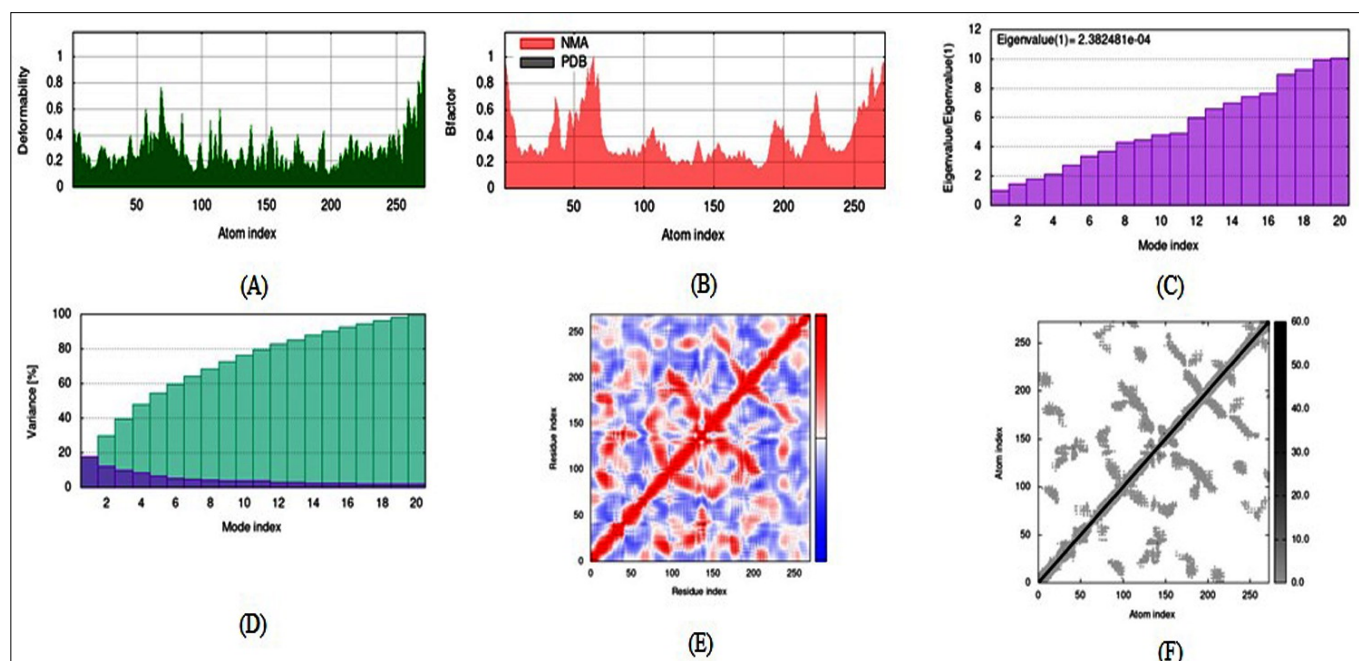 Deformability
1
0.8
0.6
0.4
0.2
0
50 100 150 200 250
Atom index
(A)
Bfactor
NMA
PDB
1
0.8
0.6
0.4
0.2
0
50 100 150 200 250
Atom index
(B)
Eigenvalue/Eigenvalue(1)
Eigenvalue(1)= 2.382481e-04
12
10
8
6
4
2
0
2 4 6 8 10 12 14 16 18 20
Mode index
(C)
Variance [%]
100
80
60
40
20
0
2 4 6 8 10 12 14 16 18 20
Mode index
(D)
Residue index
250
200
150
100
50
0
0 50 100 150 200 250
Residue index
(E)
Atom index
250
200
150
100
50
0
0 50 100 150 200 250
Atom index
60.0
50.0
40.0
30.0
20.0
10.0
0.0
(F)